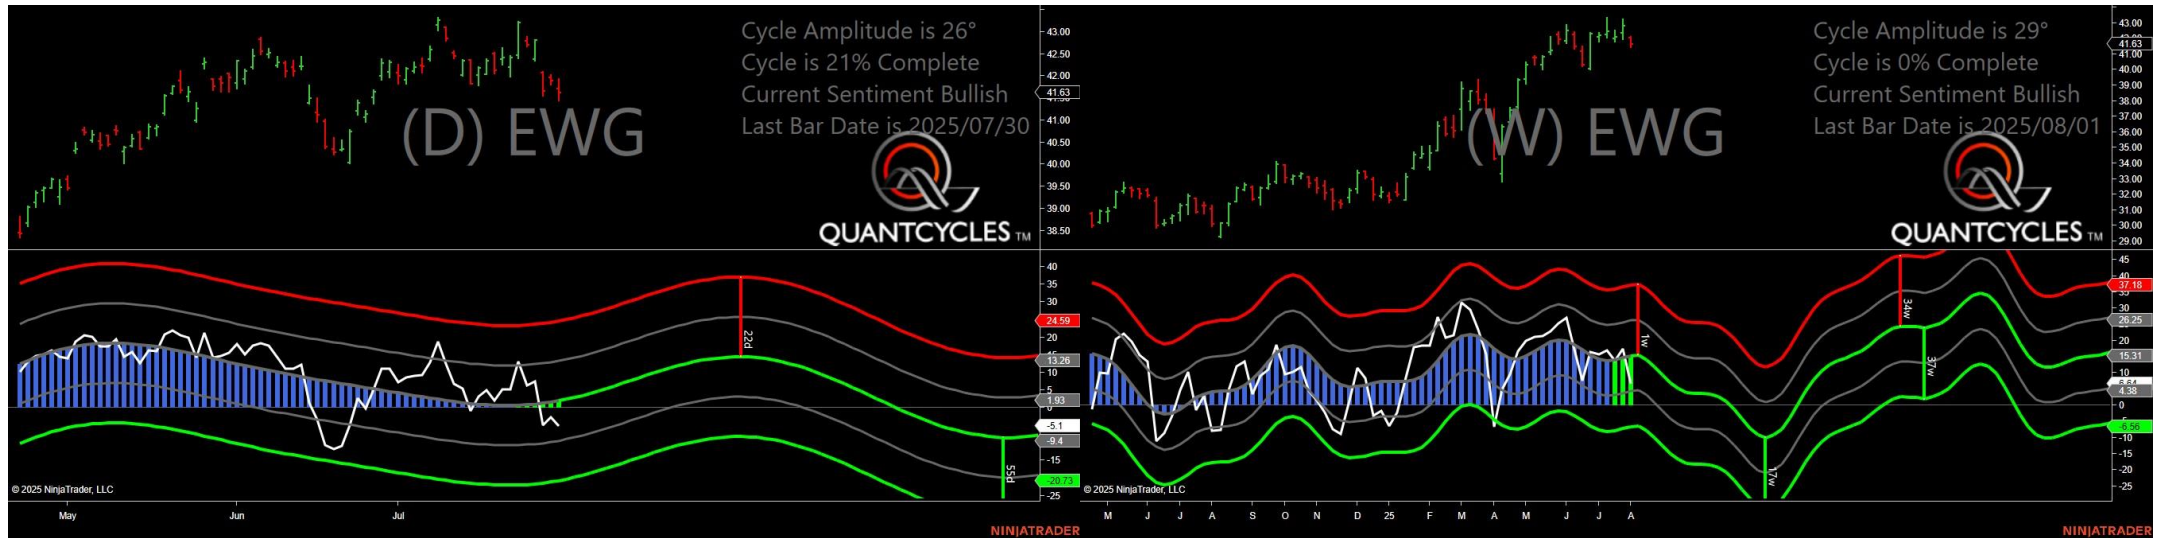 Cycle Amplitude is 26°
Cycle is 21% Complete
Current Sentiment Bullish
Last Bar Date is 2025/07/30
(D) EWG
QUANTCYCLES TM
43.00
42.50
42.00
41.63
41.00
40.50
40.00
39.50
39.00
38.50
40
35
30
24.59
20
13.26
10
5
1.93
0
-5.1
-9.4
-15
-20.73
-25
22d
55d
© 2025 NinjaTrader, LLC
May
Jun
Jul
NINJATRADER
Cycle Amplitude is 29°
Cycle is 0% Complete
Current Sentiment Bullish
Last Bar Date is 2025/08/01
(W) EWG
QUANTCYCLES TM
43.00
41.63
41.00
40.00
39.00
38.00
37.00
36.00
34.00
33.00
32.00
31.00
30.00
29.00
45
40
37.18
30
26.25
20
15.31
10
6.64
4.38
0
-6.56
-10
-15
-20
-25
1w
34w
37w
17w
© 2025 NinjaTrader, LLC
M J J A S O N D 25 F M A M J J A
NINJATRADER